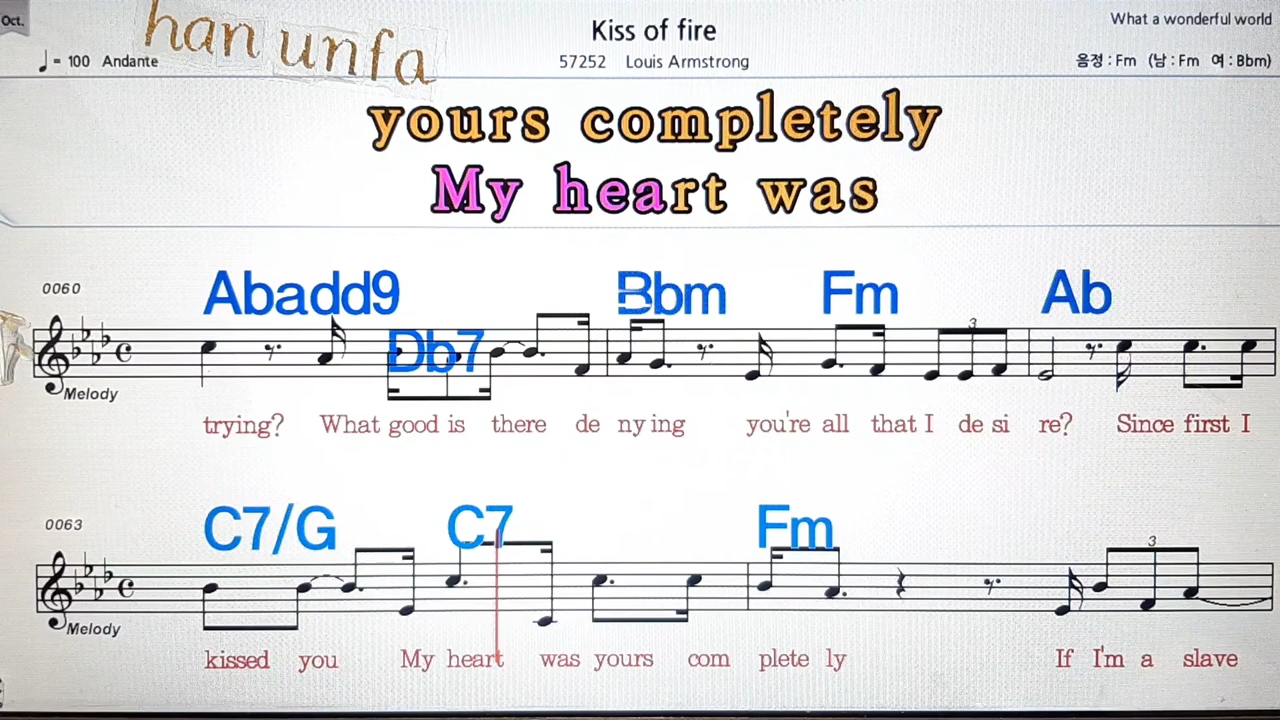 Oct.
han unfa
Kiss of fire
What a wonderful world
♩ = 100 Andante
57252 Louis Armstrong
음정 : Fm (남 : Fm 여 : Bbm)
yours completely
My heart was
0060
Abadd9 Db7 Bbm Fm Ab
3
Melody
trying? What good is there de ny ing you're all that I de si re? Since first I
0063
C7/G C7 Fm
3
Melody
kissed you My heart was yours com plete ly If I'm a slave